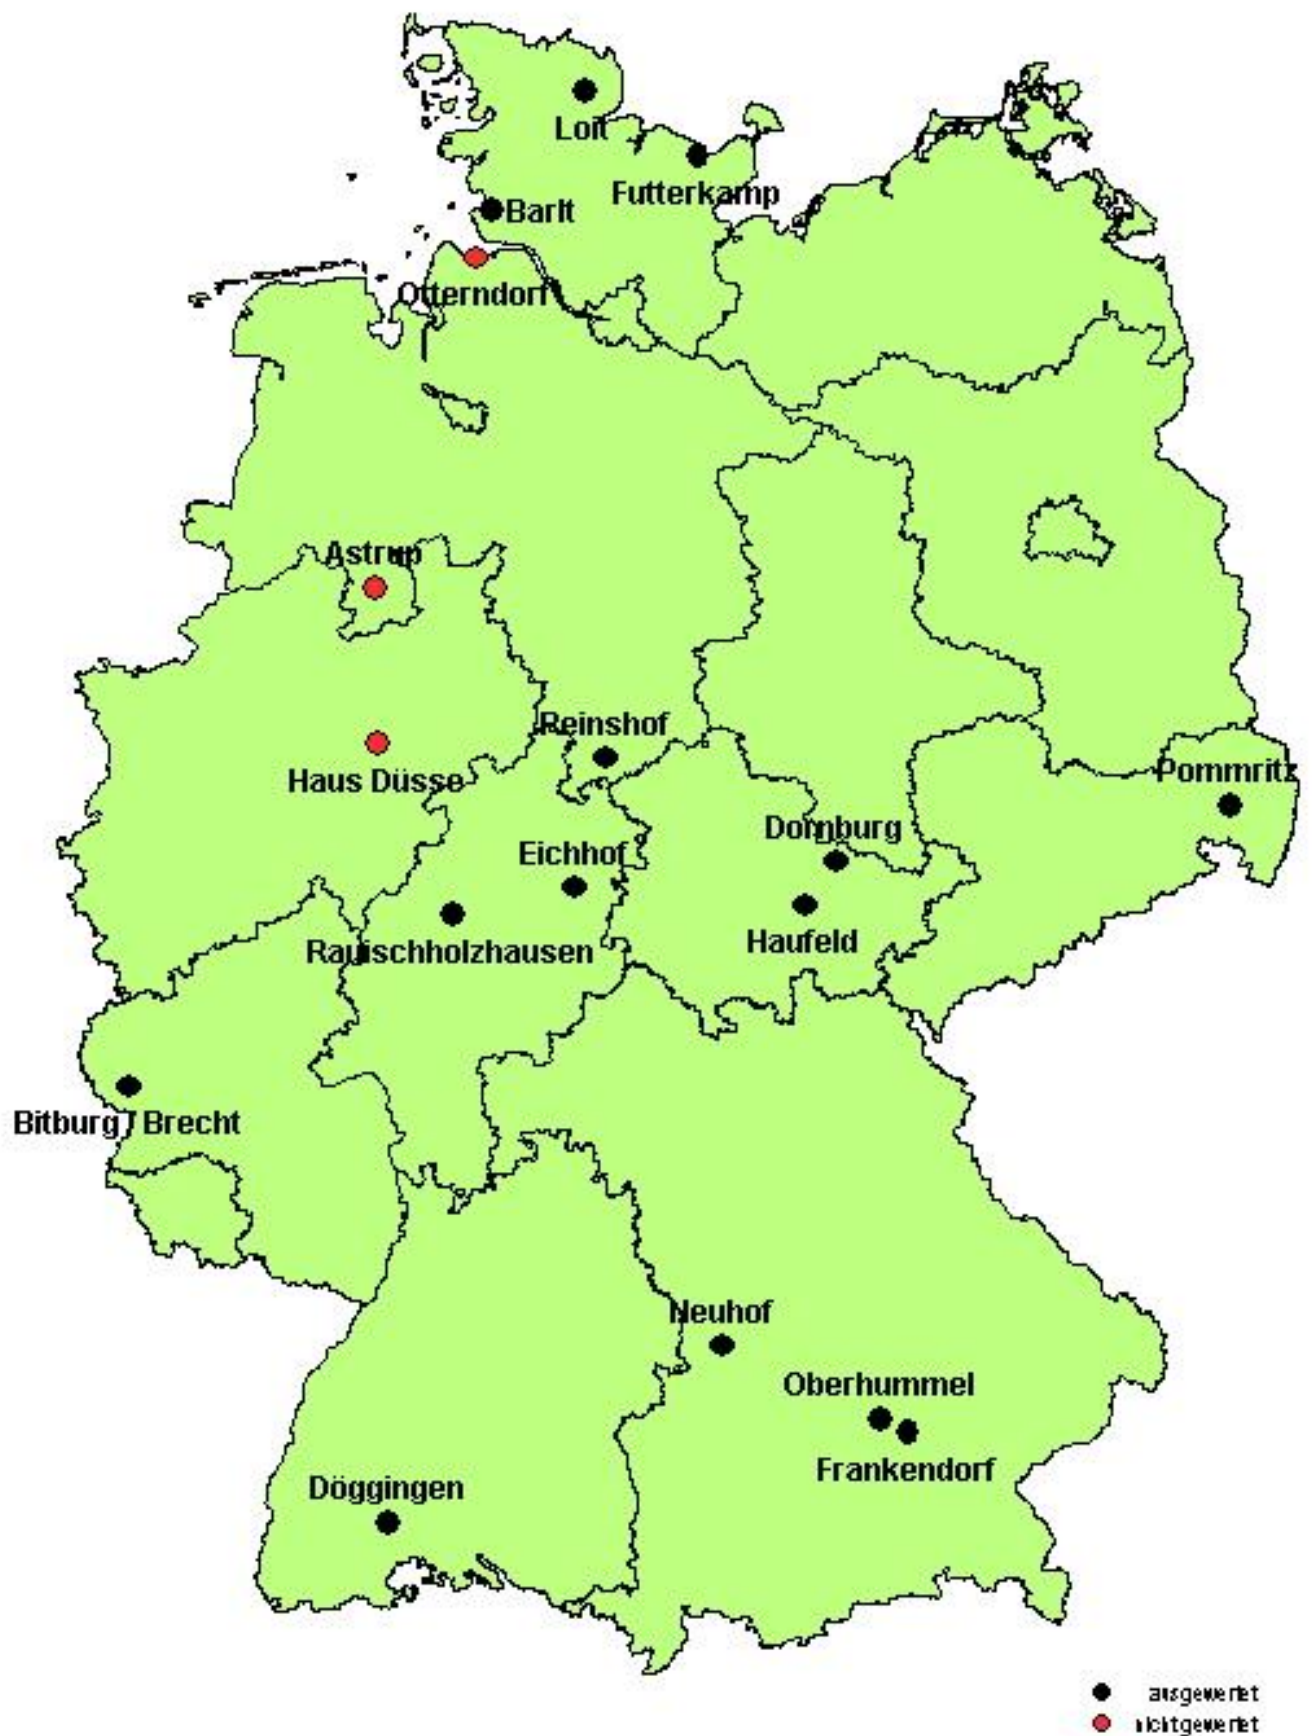 Loit
Futterkamp
Barlt
Otterndorf
Astrup
Reinshof
Haus Düsse
Pommritz
Dornburg
Eichhof
Haufeld
Rauischholzhausen
Bitburg / Brecht
Neuhof
Oberhummel
Frankendorf
Döggingen
ausgewertet
nichtgewertet